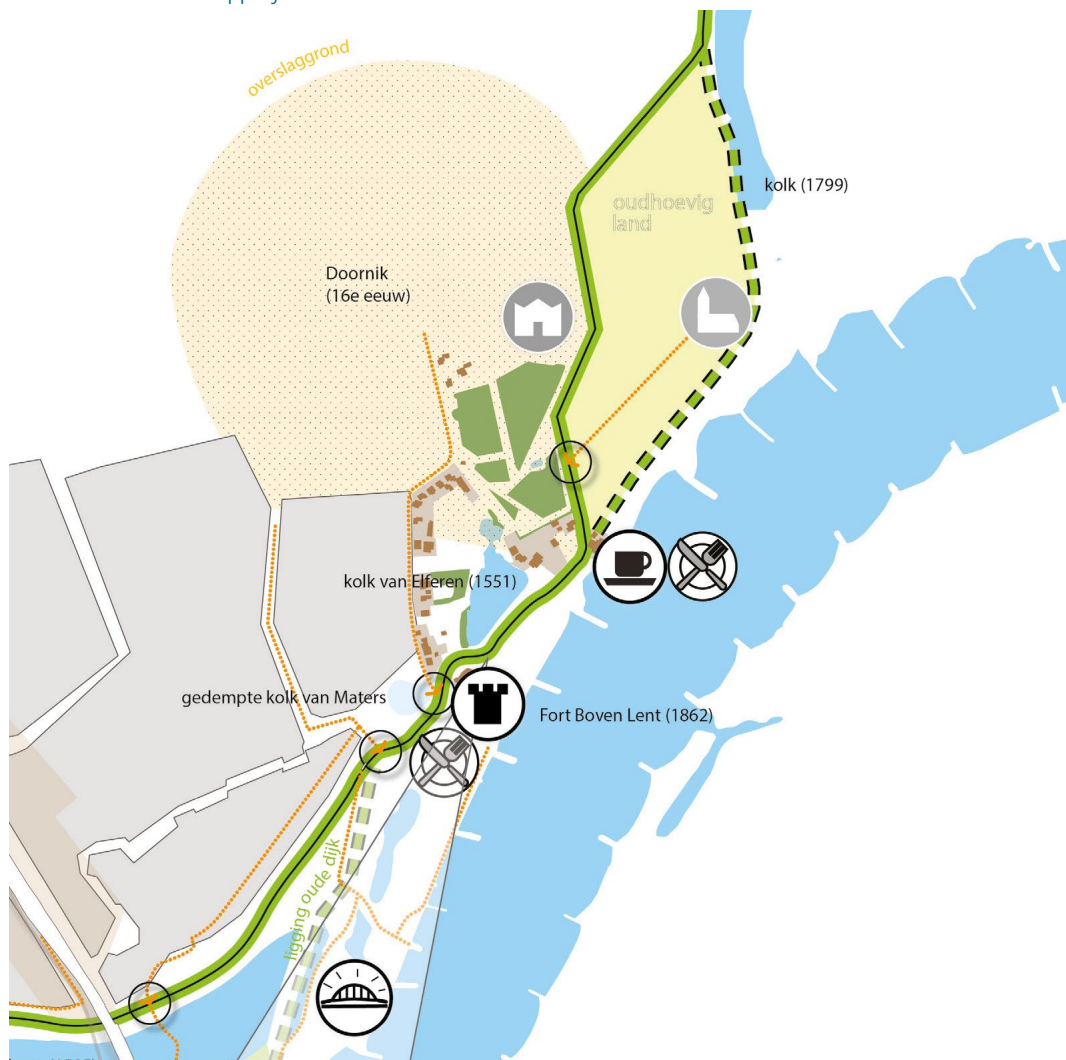 overslaggrond
kolk (1799)
oudhoevig
land
Doornik
(16e eeuw)
kolk van Elferen (1551)
gedempte kolk van Maters
Fort Boven Lent (1862)
ligging oude dijk